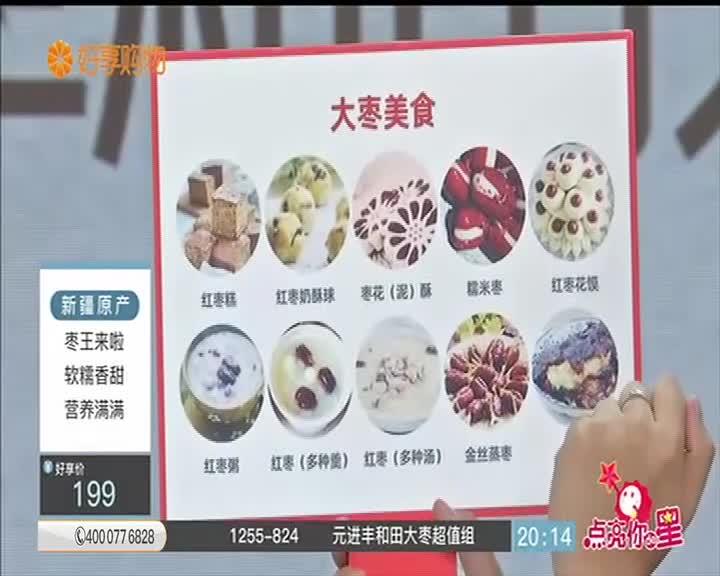 好享购物
大枣美食
红枣糕
红枣奶酥球
枣花（泥）酥
糯米枣
红枣花馍
红枣粥
红枣（多种羹）
红枣（多种汤）
金丝蒸枣
新疆原产
枣王来啦
软糯香甜
营养满满
好享价
199
400 077 6828
1255-824
元进丰和田大枣超值组
20:14
点亮你的星